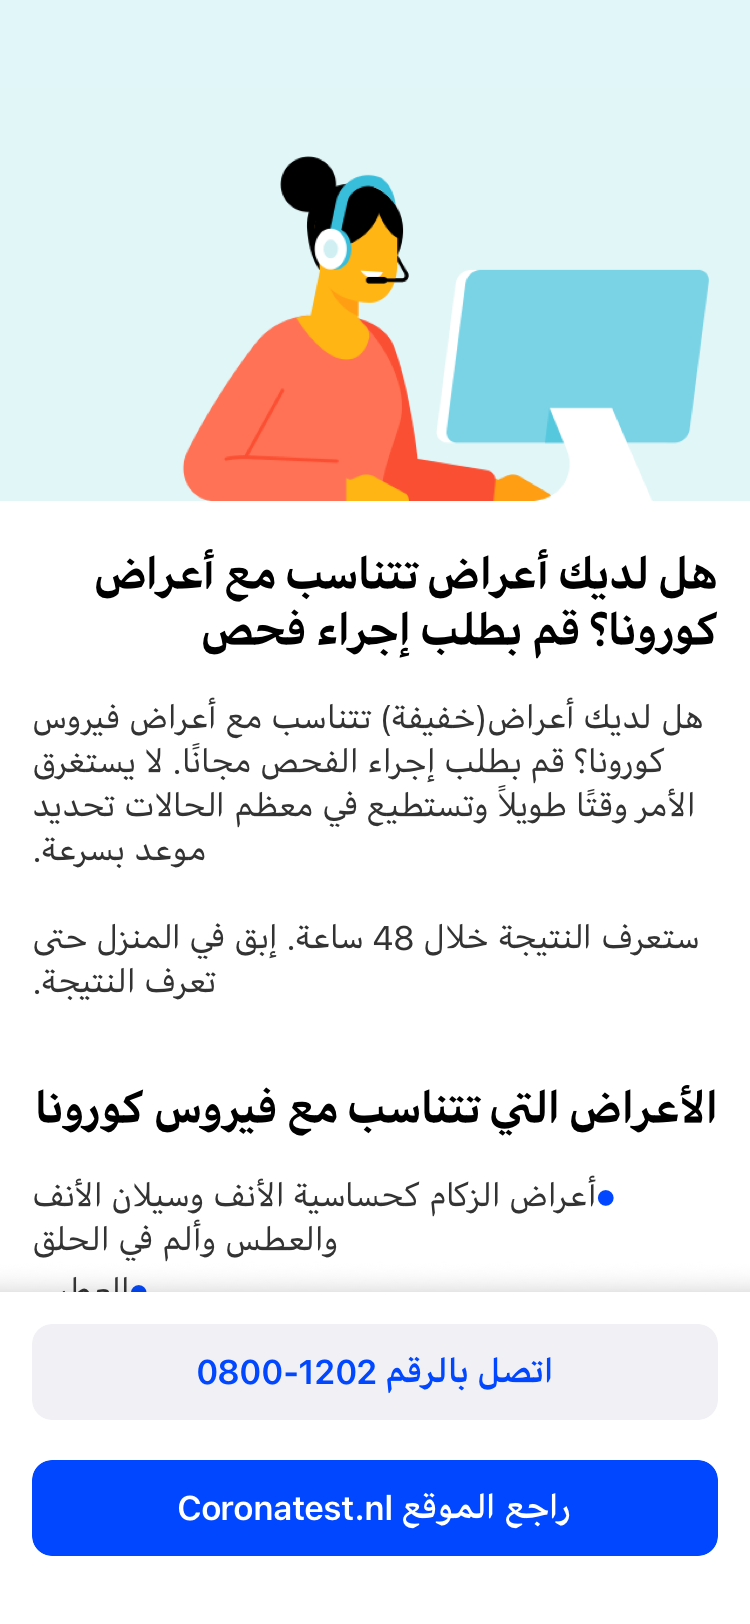 هل لديك أعراض تتناسب مع أعراض
كورونا؟ قم بطلب إجراء فحص
هل لديك أعراض(خفيفة) تتناسب مع أعراض فيروس
كورونا؟ قم بطلب إجراء الفحص مجانًا. لا يستغرق
الأمر وقتًا طويلاً وتستطيع في معظم الحالات تحديد
موعد بسرعة.
ستعرف النتيجة خلال 48 ساعة. إبق في المنزل حتى
تعرف النتيجة.
الأعراض التي تتناسب مع فيروس كورونا
●أعراض الزكام كحساسية الأنف وسيلان الأنف
والعطس وألم في الحلق
اتصل بالرقم 1202-0800
راجع الموقع Coronatest.nl